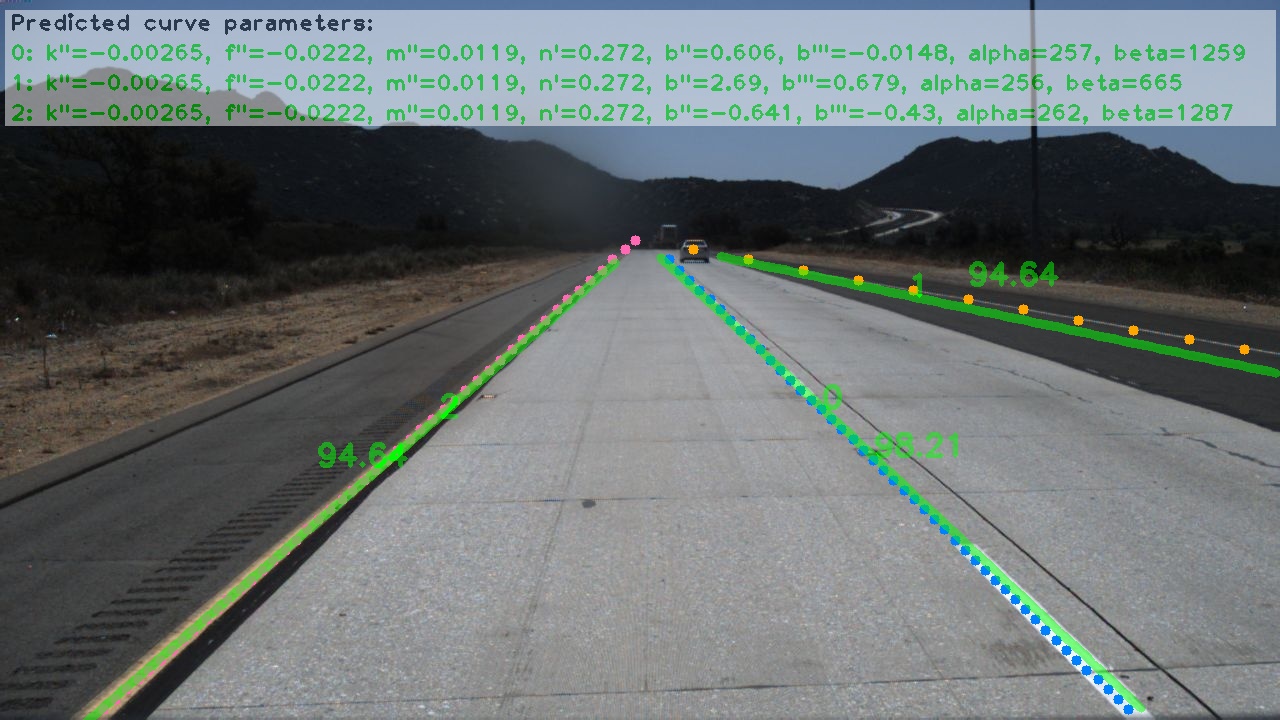 Predicted curve parameters:
0: k''=-0.00265, f''=-0.0222, m''=0.0119, n'=0.272, b''=0.606, b'''=-0.0148, alpha=257, beta=1259
1: k''=-0.00265, f''=-0.0222, m''=0.0119, n'=0.272, b''=2.69, b'''=0.679, alpha=256, beta=665
2: k''=-0.00265, f''=-0.0222, m''=0.0119, n'=0.272, b''=-0.641, b'''=-0.43, alpha=262, beta=1287
1 94.64
2 0
94.64 98.21